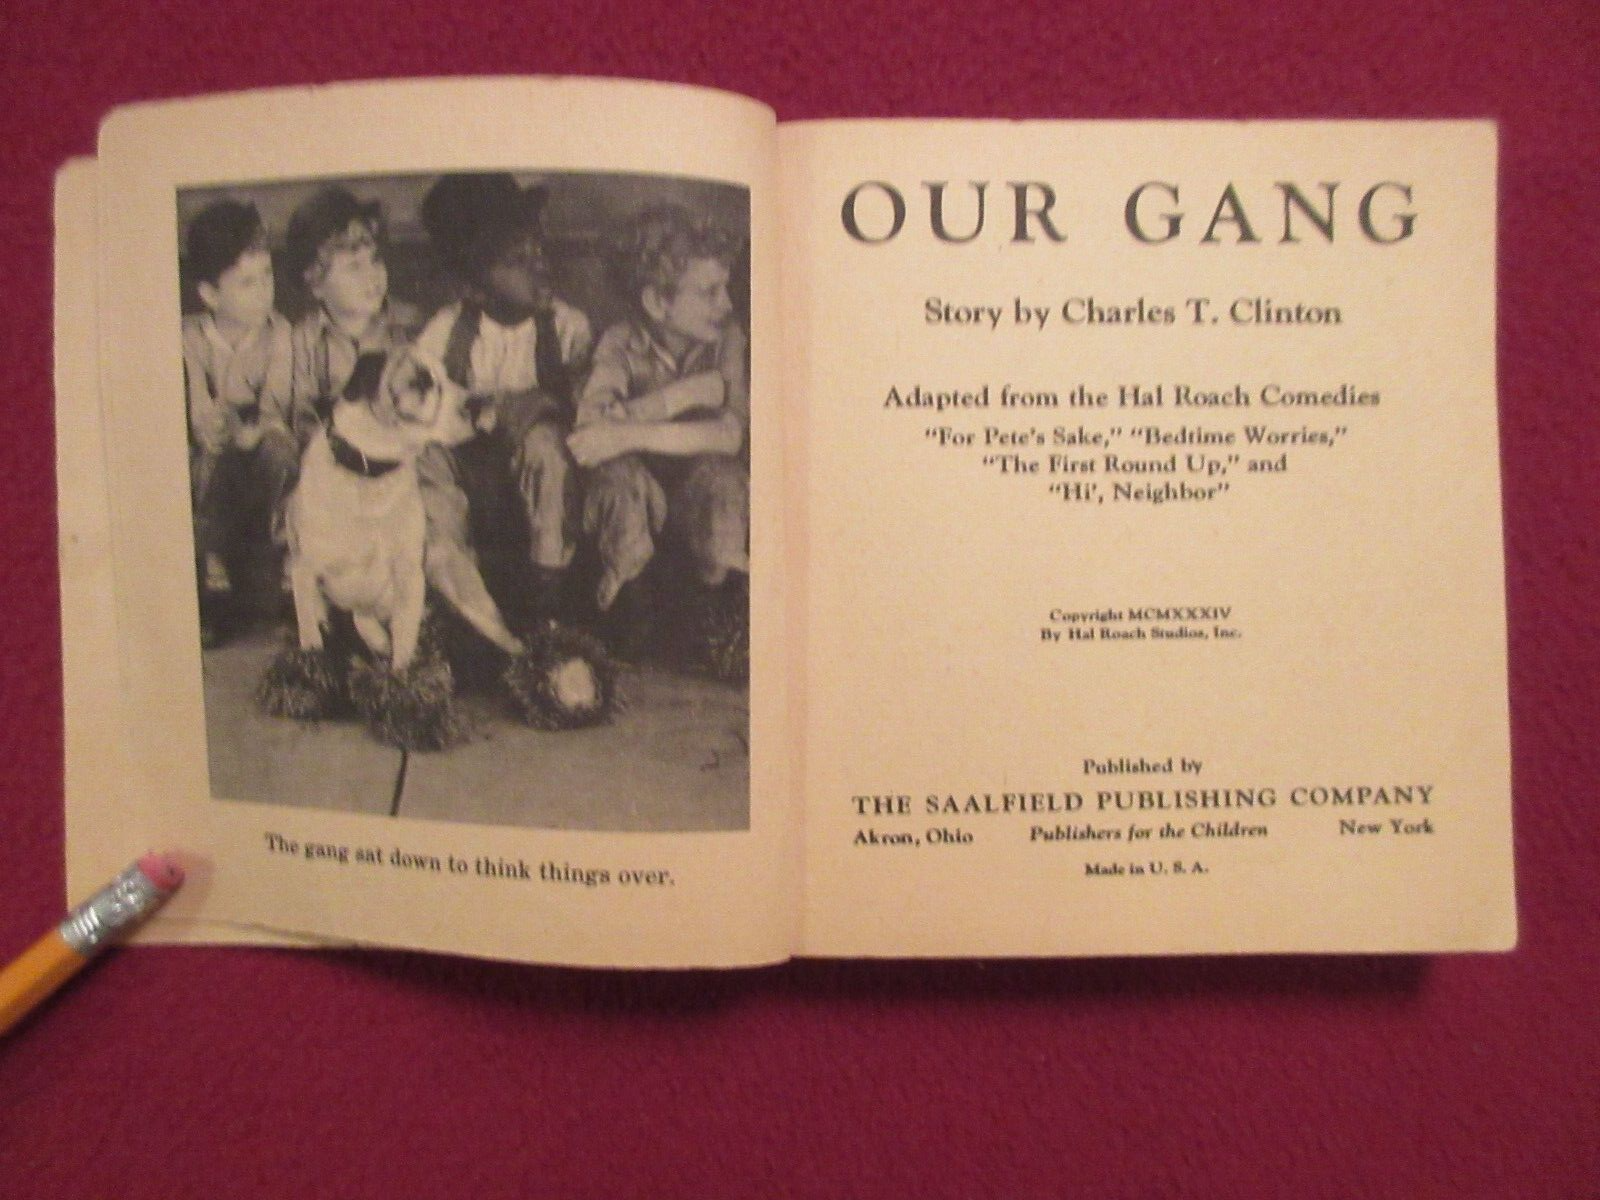 The gang sat down to think things over.
OUR GANG
Story by Charles T. Clinton
Adapted from the Hal Roach Comedies
"For Pete's Sake," "Bedtime Worries,"
"The First Round Up," and
"Hi', Neighbor"
Copyright MCMXXXIV
By Hal Roach Studios, Inc.
Published by
THE SAALFIELD PUBLISHING COMPANY
Akron, Ohio Publishers for the Children New York
Made in U. S. A.